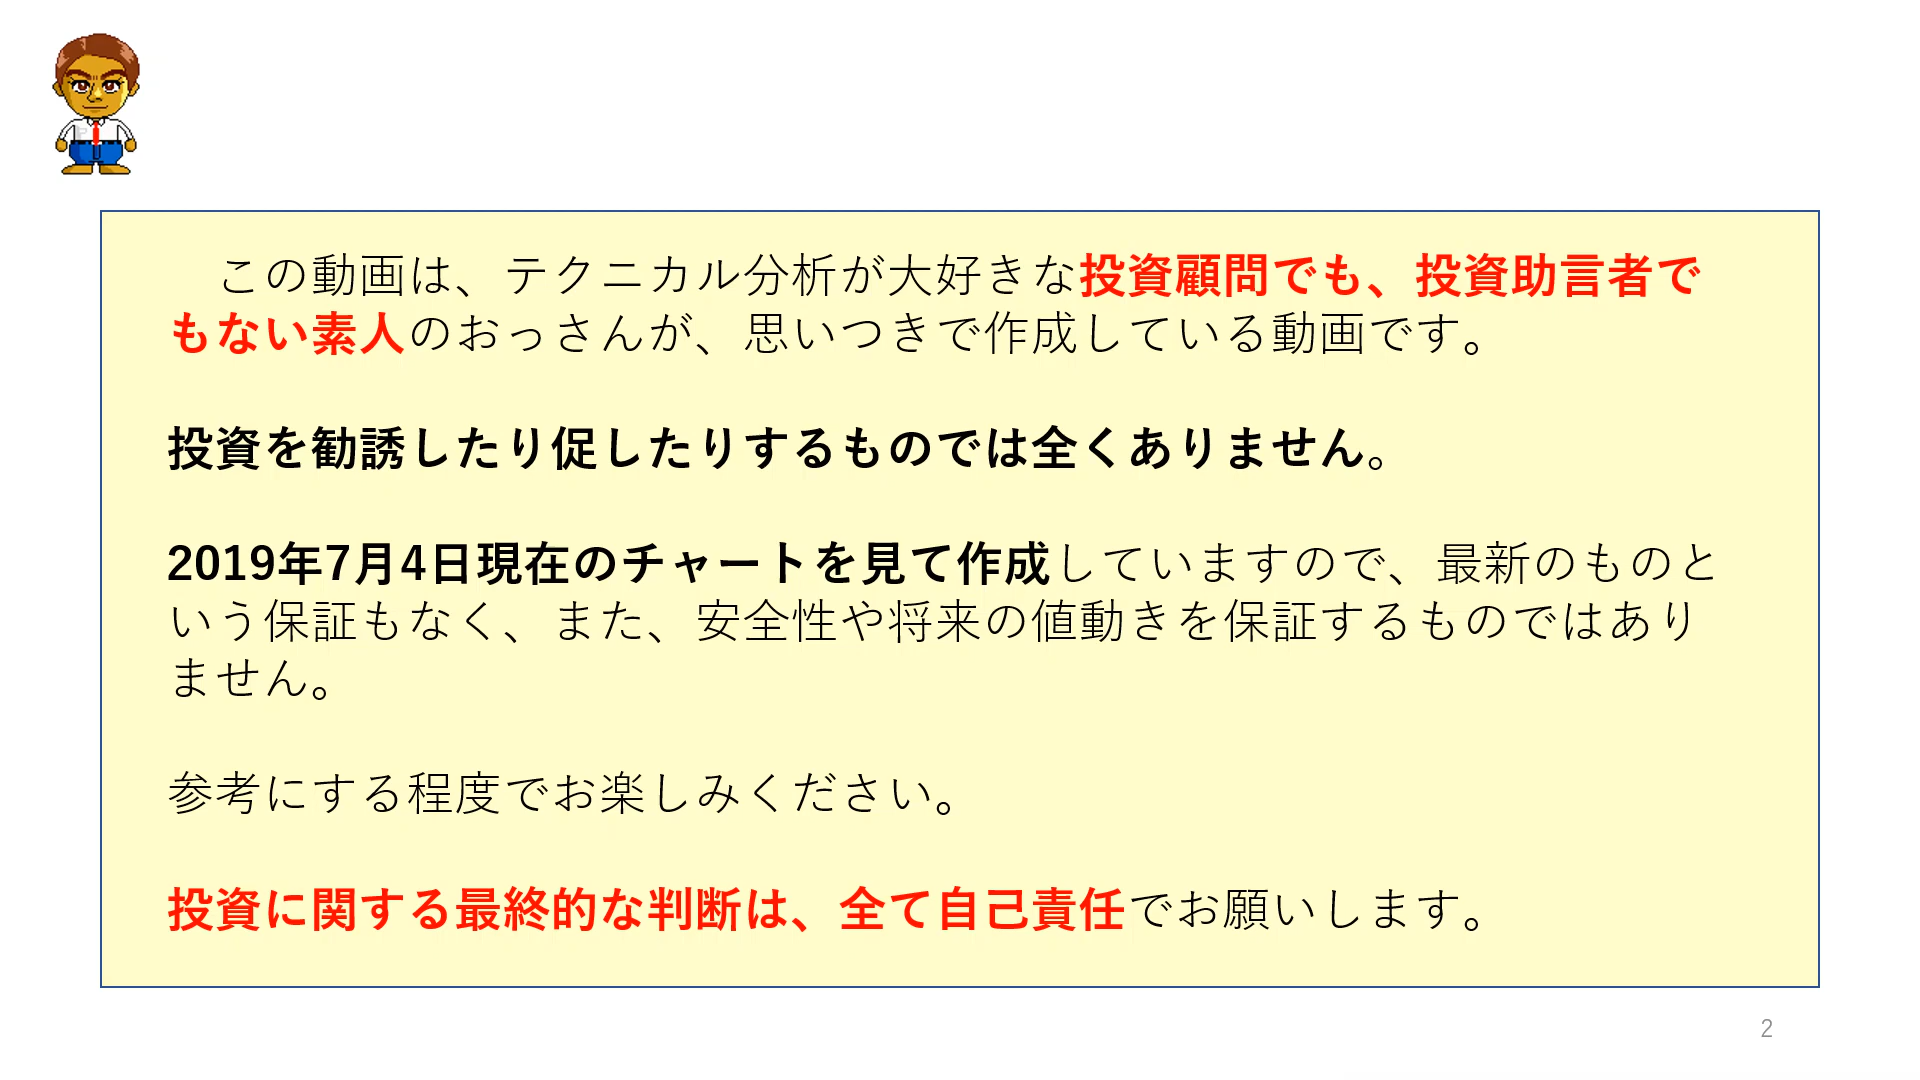 この動画は、テクニカル分析が大好きな投資顧問でも、投資助言者で
もない素人のおっさんが、思いつきで作成している動画です。
投資を勧誘したり促したりするものでは全くありません。
2019年7月4日現在のチャートを見て作成していますので、最新のものと
いう保証もなく、また、安全性や将来の値動きを保証するものではあり
ません。
参考にする程度でお楽しみください。
投資に関する最終的な判断は、全て自己責任でお願いします。
2